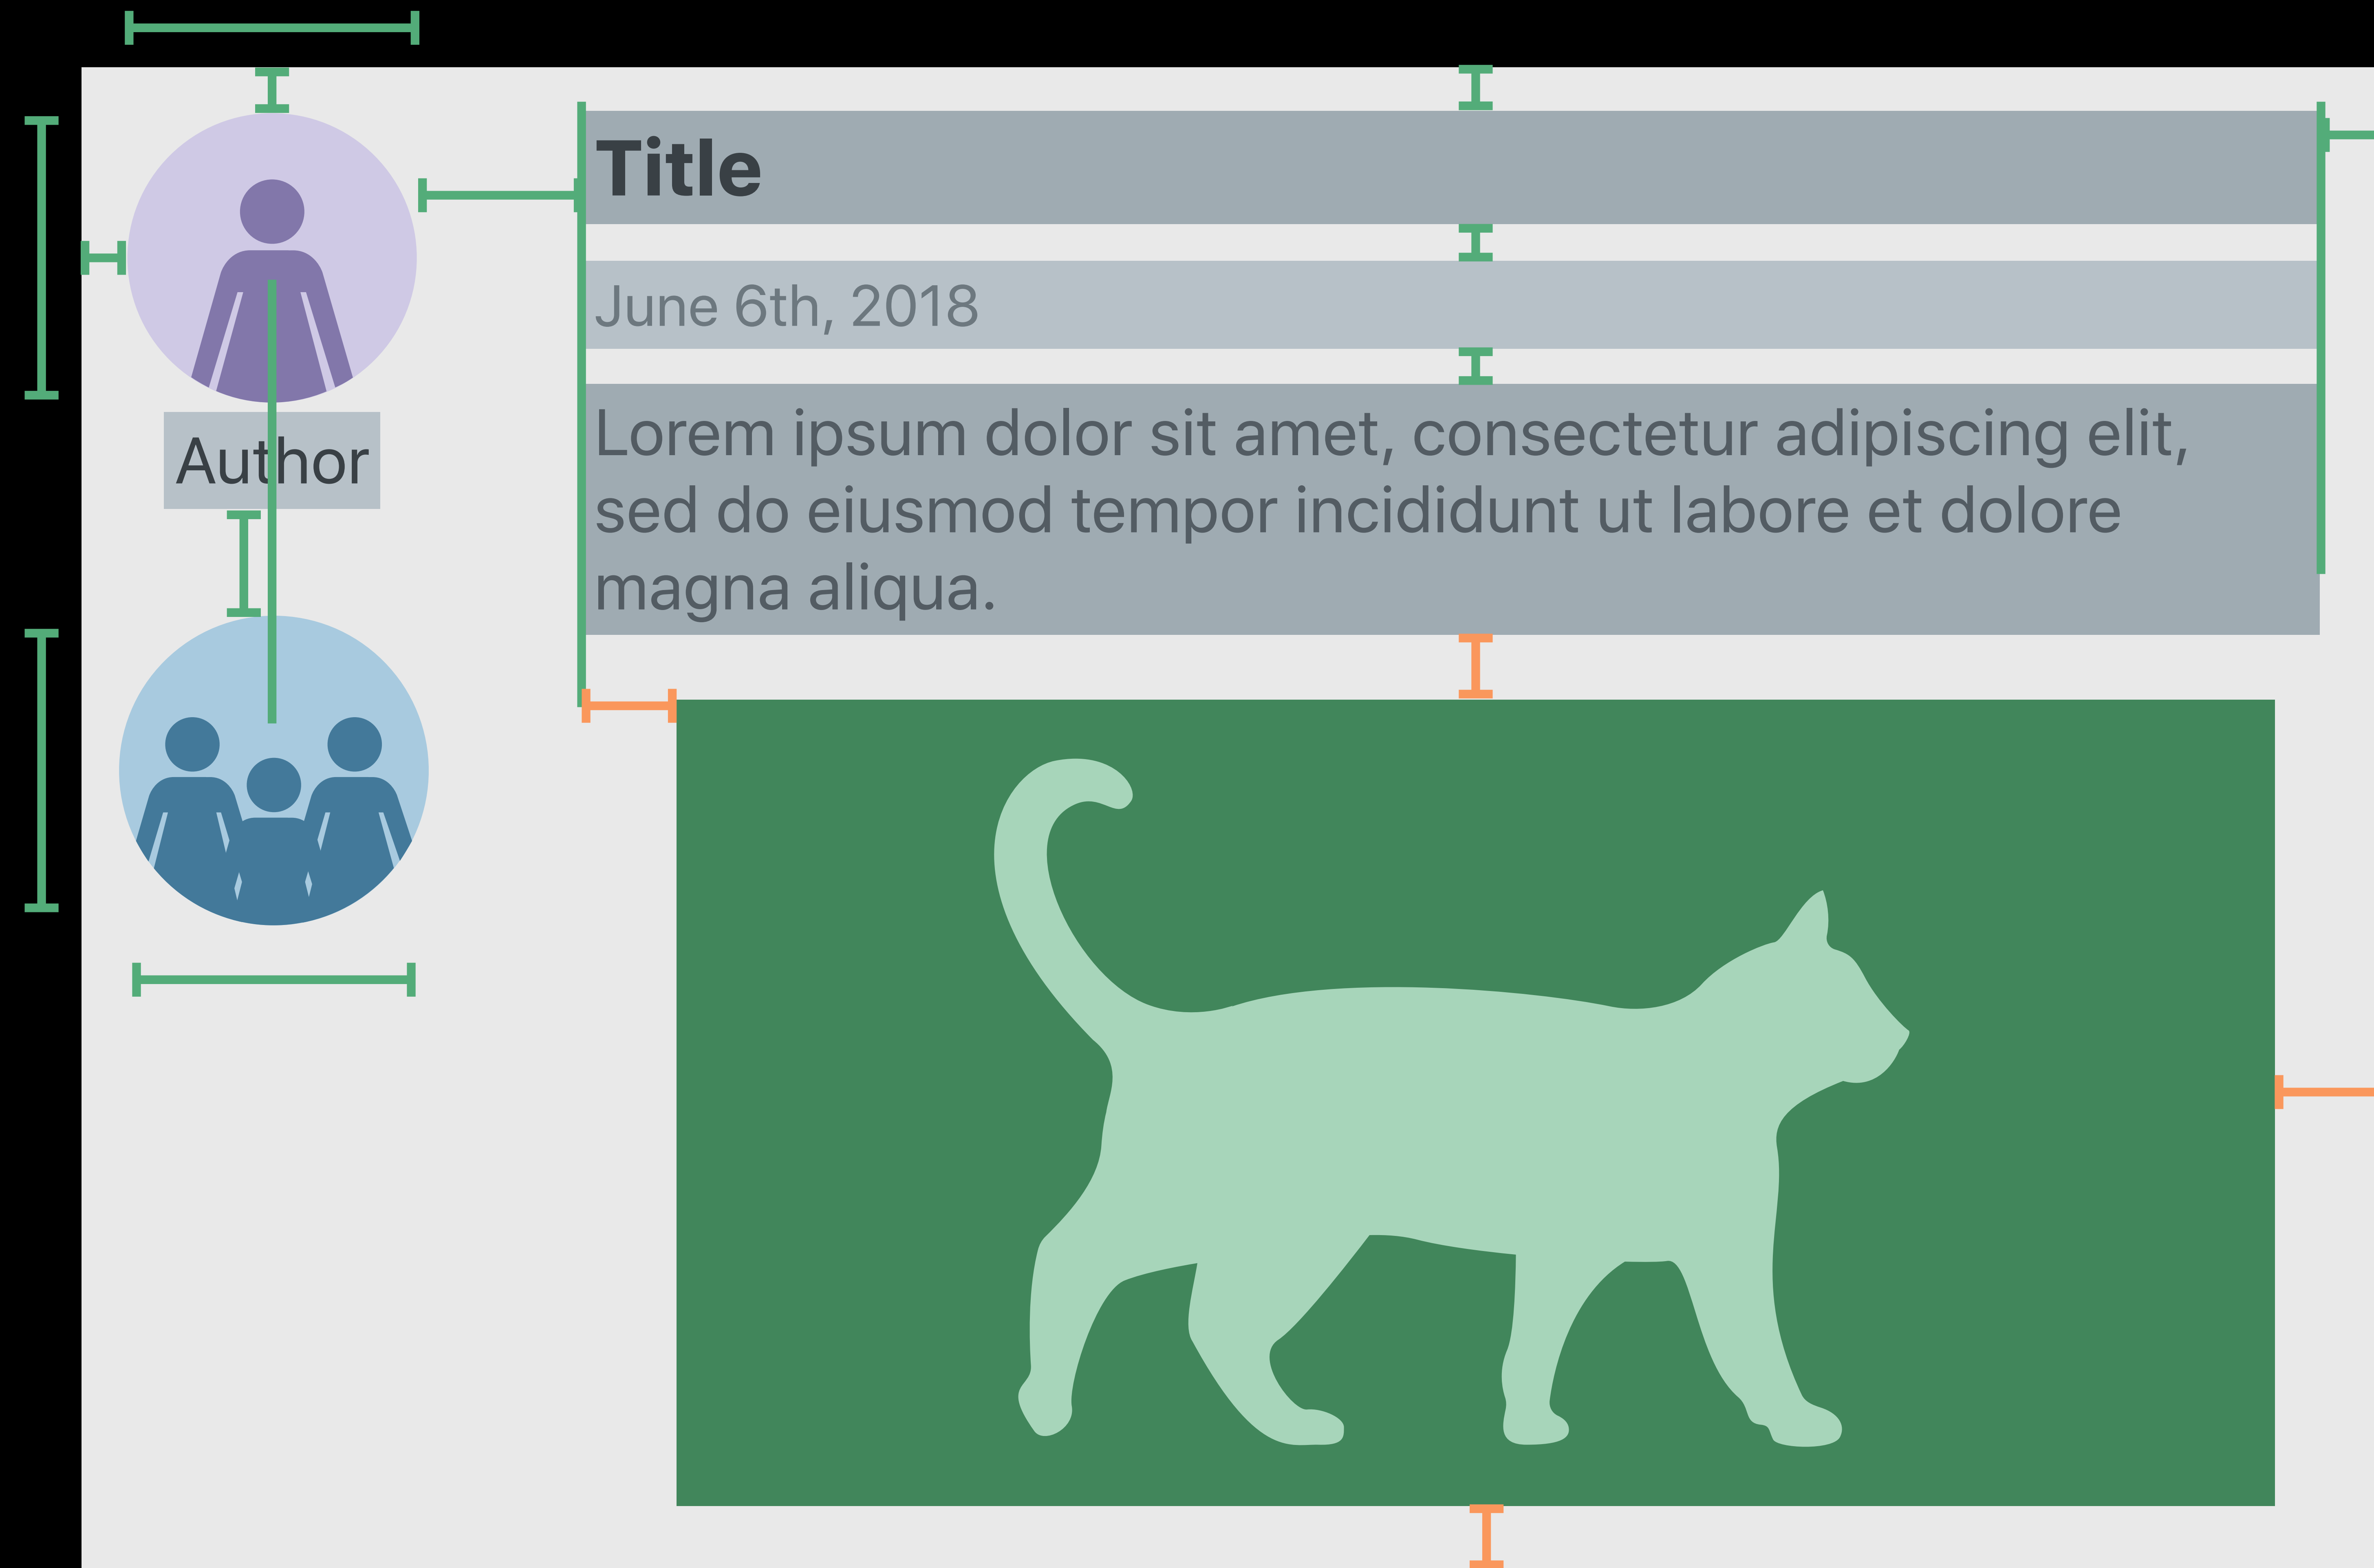 Title
June 6th, 2018
Author
Lorem ipsum dolor sit amet, consectetur adipiscing elit,
sed do eiusmod tempor incididunt ut labore et dolore
magna aliqua.